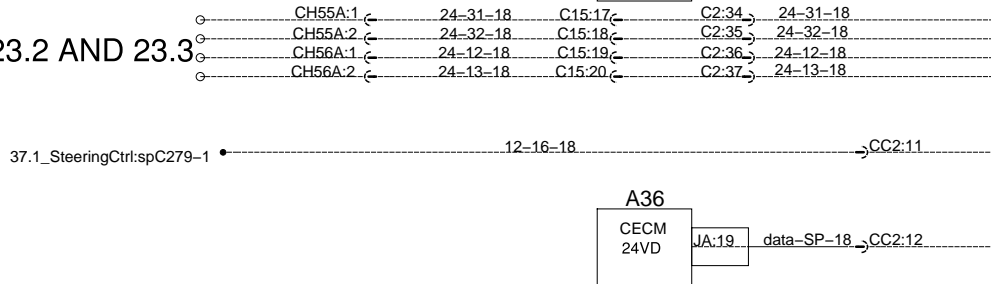 CH55A:1 24–31–18 C15:17 C2:34 24–31–18
CH55A:2 24–32–18 C15:18 C2:35 24–32–18
23.2 AND 23.3
CH56A:1 24–12–18 C15:19 C2:36 24–12–18
CH56A:2 24–13–18 C15:20 C2:37 24–13–18
37.1_SteeringCtrl:spC279–1 12–16–18 CC2:11
A36
CECM
24VD
JA:19 data–SP–18 CC2:12